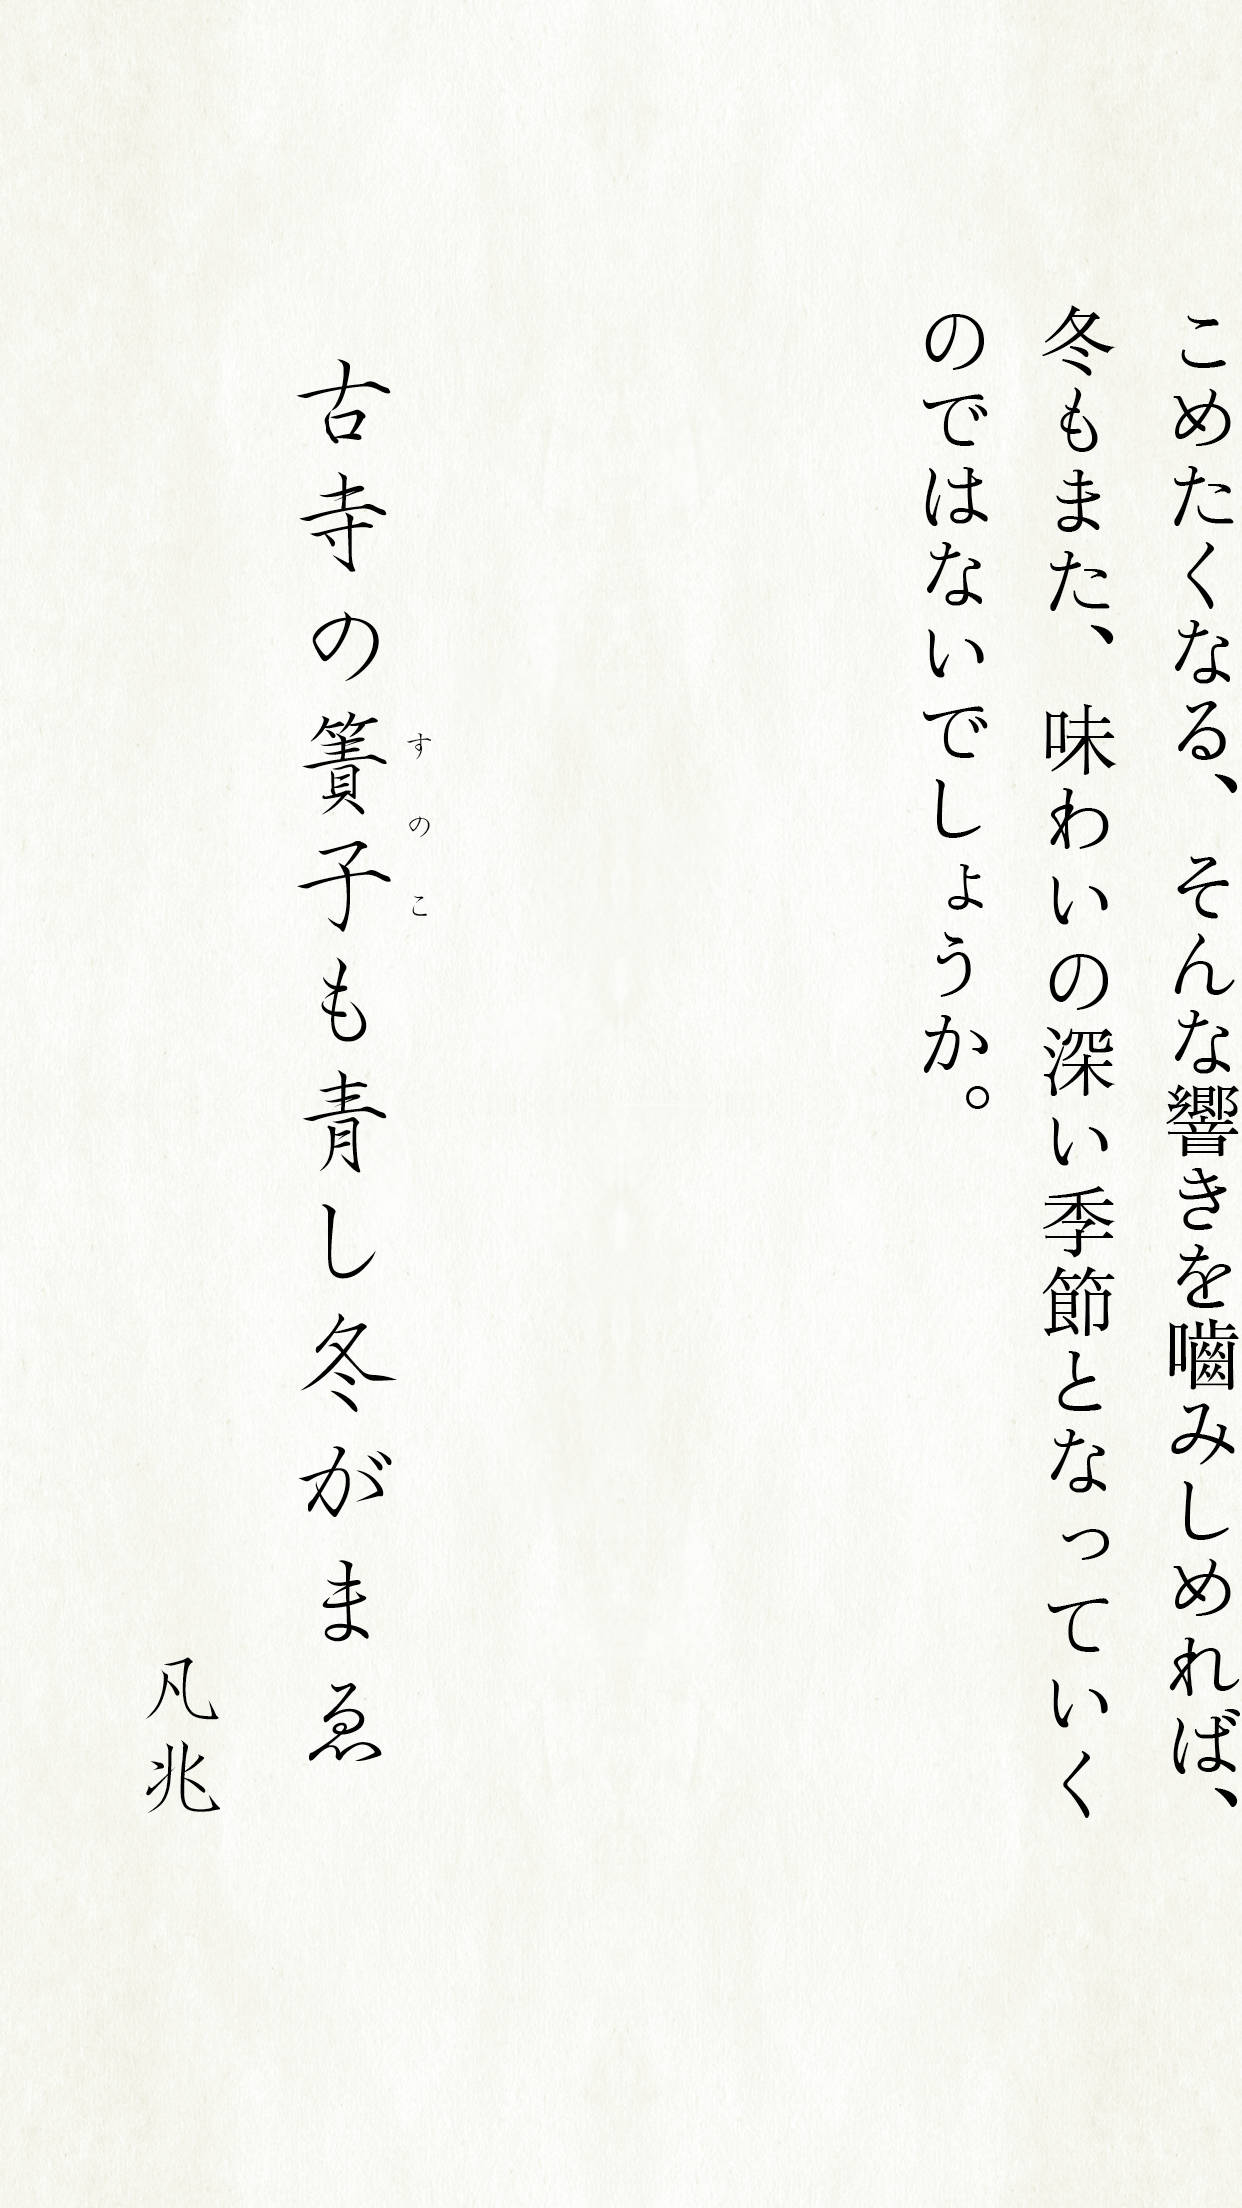 こめたくなる、そんな響きを嚙みしめれば、
冬もまた、味わいの深い季節となっていく
のではないでしょうか。
古寺の簀子も青し冬がまゑ
すのこ
凡兆